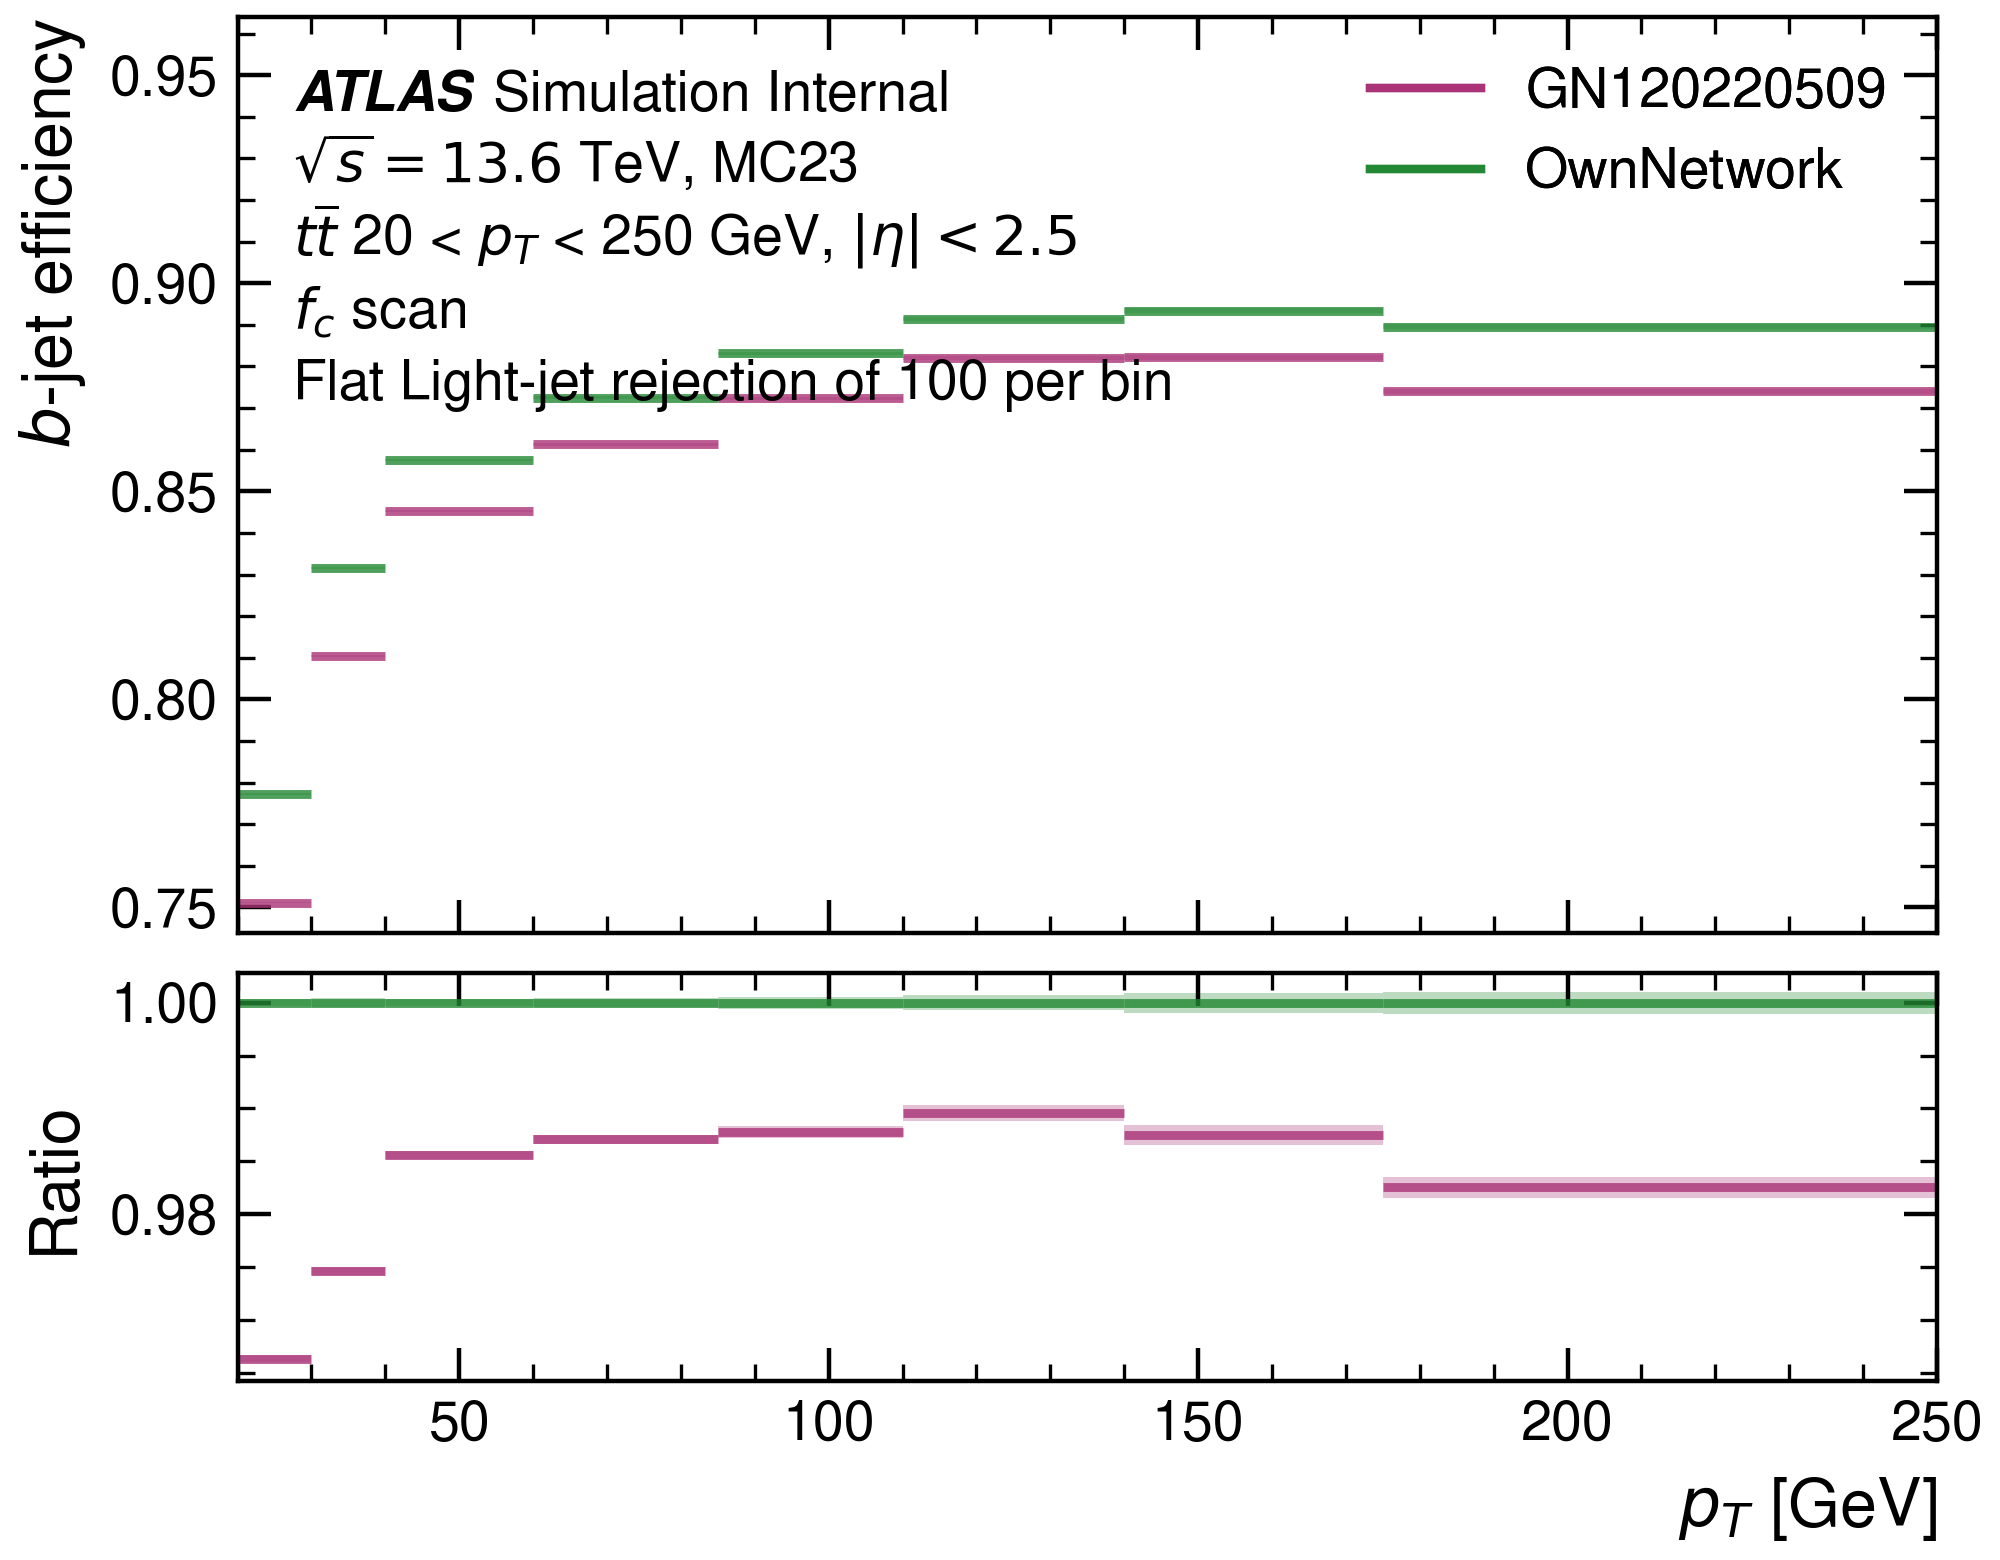 b-jet efficiency
0.95
0.90
0.85
0.80
0.75
ATLAS Simulation Internal
√s = 13.6 TeV, MC23
tt̄ 20 < p_T < 250 GeV, |η| < 2.5
f_c scan
Flat Light-jet rejection of 100 per bin
GN120220509
OwnNetwork
Ratio
1.00
0.98
50 100 150 200 250
p_T [GeV]